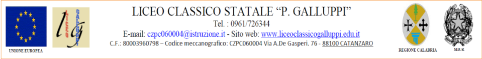 LICEO CLASSICO STATALE “P. GALLUPPI”
Tel. : 0961/726344
E-mail: czpc060004@istruzione.it - Sito web: www.liceoclassicogalluppi.edu.it
C.F.: 80003960798 – Codice meccanografico: CZPC060004 Via A.De Gasperi. 76 - 88100 CATANZARO
UNIONE EUROPEA
REGIONE CALABRIA
M.I.U.R.